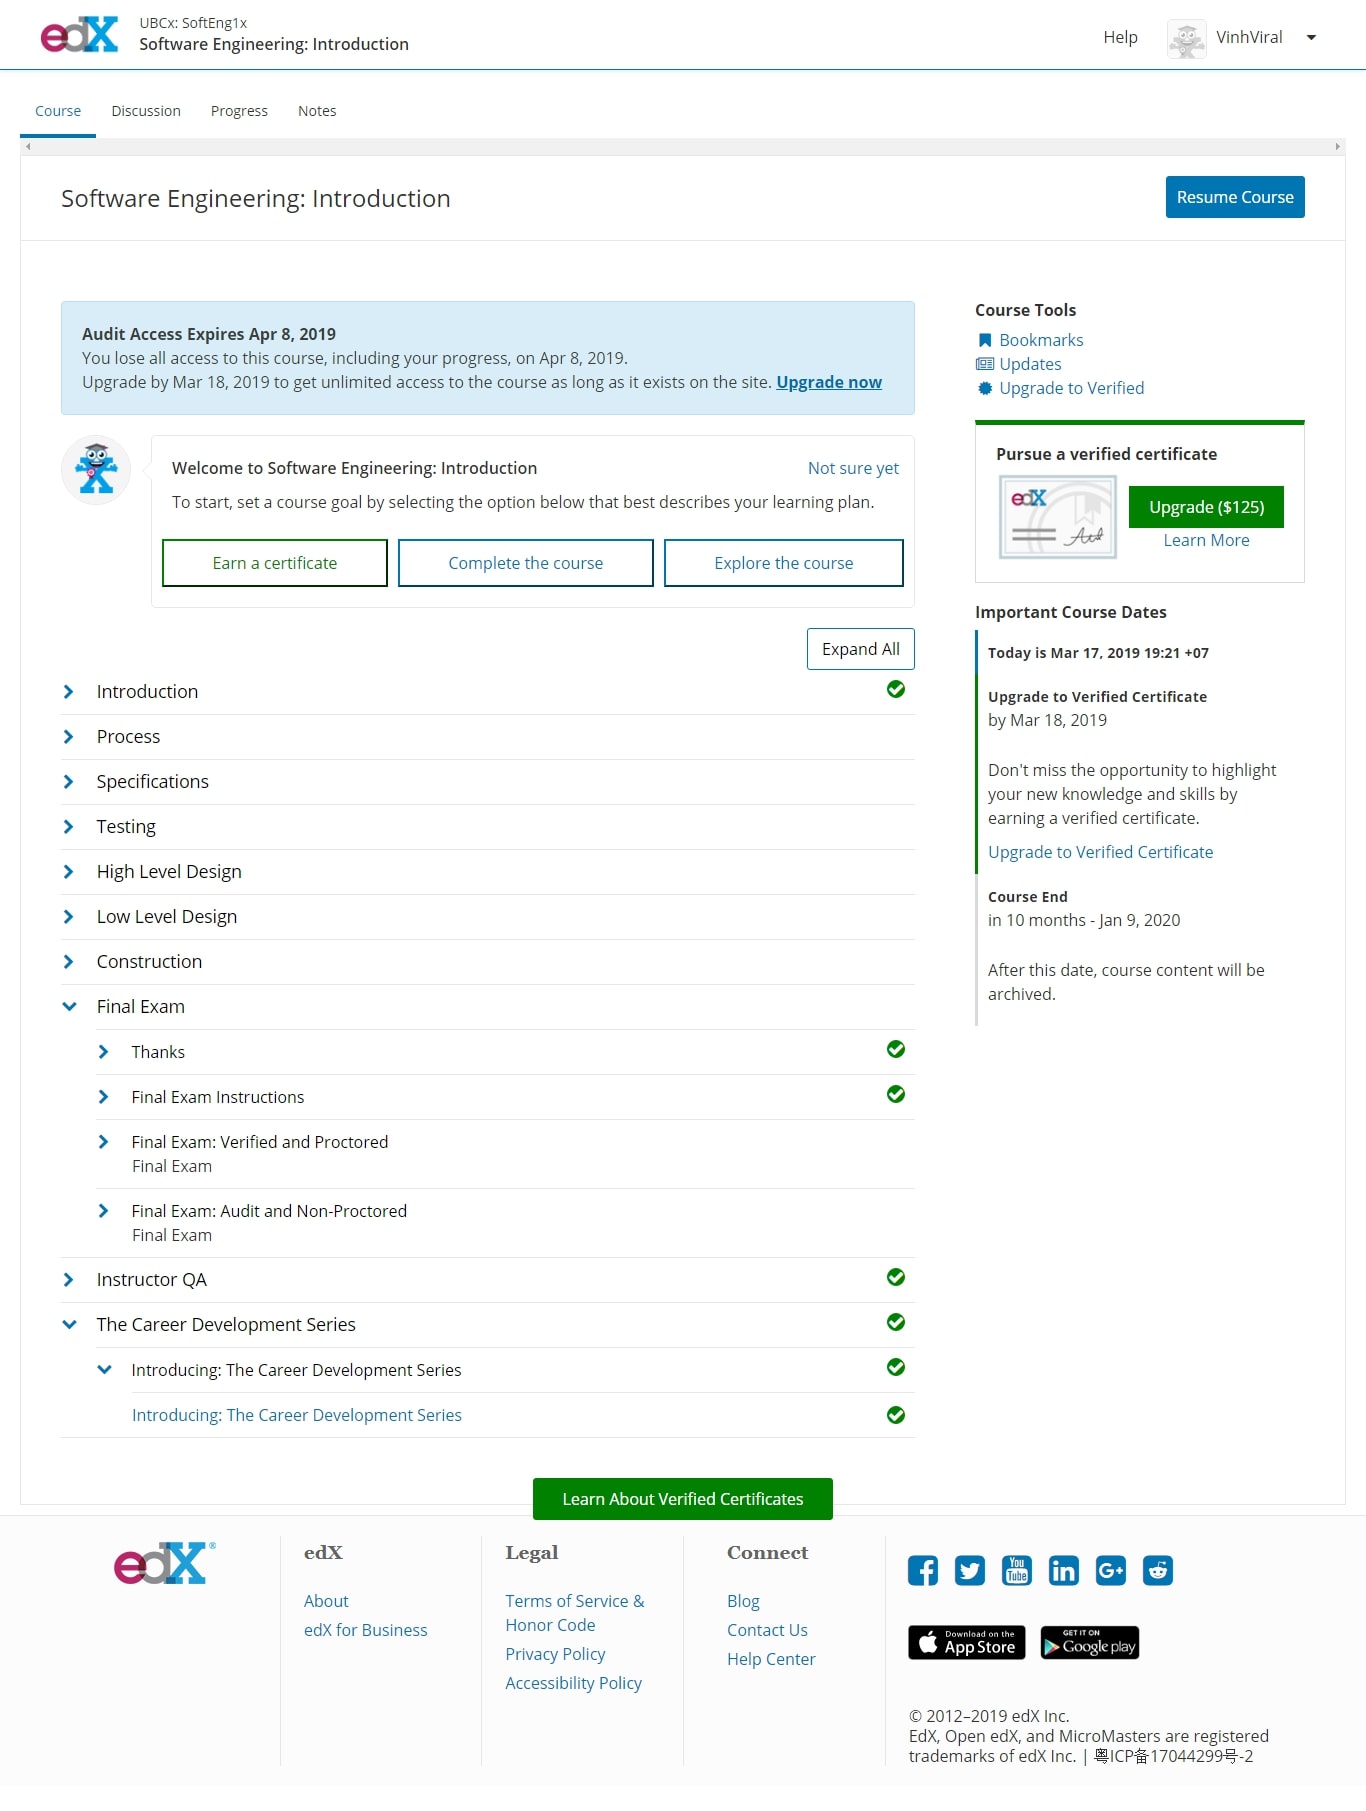 edX
UBCx: SoftEng1x
Software Engineering: Introduction
Help
VinhViral
Course
Discussion
Progress
Notes
Software Engineering: Introduction
Resume Course
Audit Access Expires Apr 8, 2019
You lose all access to this course, including your progress, on Apr 8, 2019.
Upgrade by Mar 18, 2019 to get unlimited access to the course as long as it exists on the site. Upgrade now
Welcome to Software Engineering: Introduction
Not sure yet
To start, set a course goal by selecting the option below that best describes your learning plan.
Earn a certificate
Complete the course
Explore the course
Expand All
Introduction
Process
Specifications
Testing
High Level Design
Low Level Design
Construction
Final Exam
Thanks
Final Exam Instructions
Final Exam: Verified and Proctored
Final Exam
Final Exam: Audit and Non-Proctored
Final Exam
Instructor QA
The Career Development Series
Introducing: The Career Development Series
Introducing: The Career Development Series
Course Tools
Bookmarks
Updates
Upgrade to Verified
Pursue a verified certificate
edX
Upgrade ($125)
Learn More
Important Course Dates
Today is Mar 17, 2019 19:21 +07
Upgrade to Verified Certificate
by Mar 18, 2019
Don't miss the opportunity to highlight
your new knowledge and skills by
earning a verified certificate.
Upgrade to Verified Certificate
Course End
in 10 months - Jan 9, 2020
After this date, course content will be
archived.
Learn About Verified Certificates
edX®
edX
About
edX for Business
Legal
Terms of Service &
Honor Code
Privacy Policy
Accessibility Policy
Connect
Blog
Contact Us
Help Center
You
Tube
in
G+
Download on the
App Store
GET IT ON
Google play
© 2012–2019 edX Inc.
EdX, Open edX, and MicroMasters are registered
trademarks of edX Inc. | 粤ICP备17044299号-2